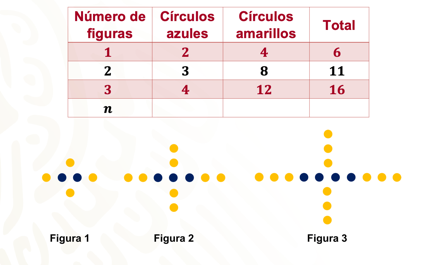 Número de figuras Círculos azules Círculos amarillos Total
1 2 4 6
2 3 8 11
3 4 12 16
n
Figura 1 Figura 2 Figura 3